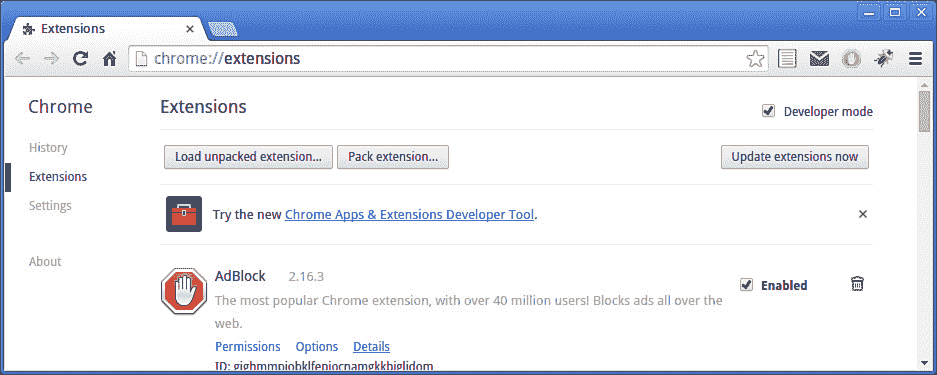 Extensions
chrome://extensions
Chrome
Extensions
Developer mode
History
Extensions
Settings
About
Load unpacked extension...
Pack extension...
Update extensions now
Try the new Chrome Apps & Extensions Developer Tool.
AdBlock 2.16.3
Enabled
The most popular Chrome extension, with over 40 million users! Blocks ads all over the
web.
Permissions Options Details
ID: gighmmpiobklfepjocnamgkkbiglidom